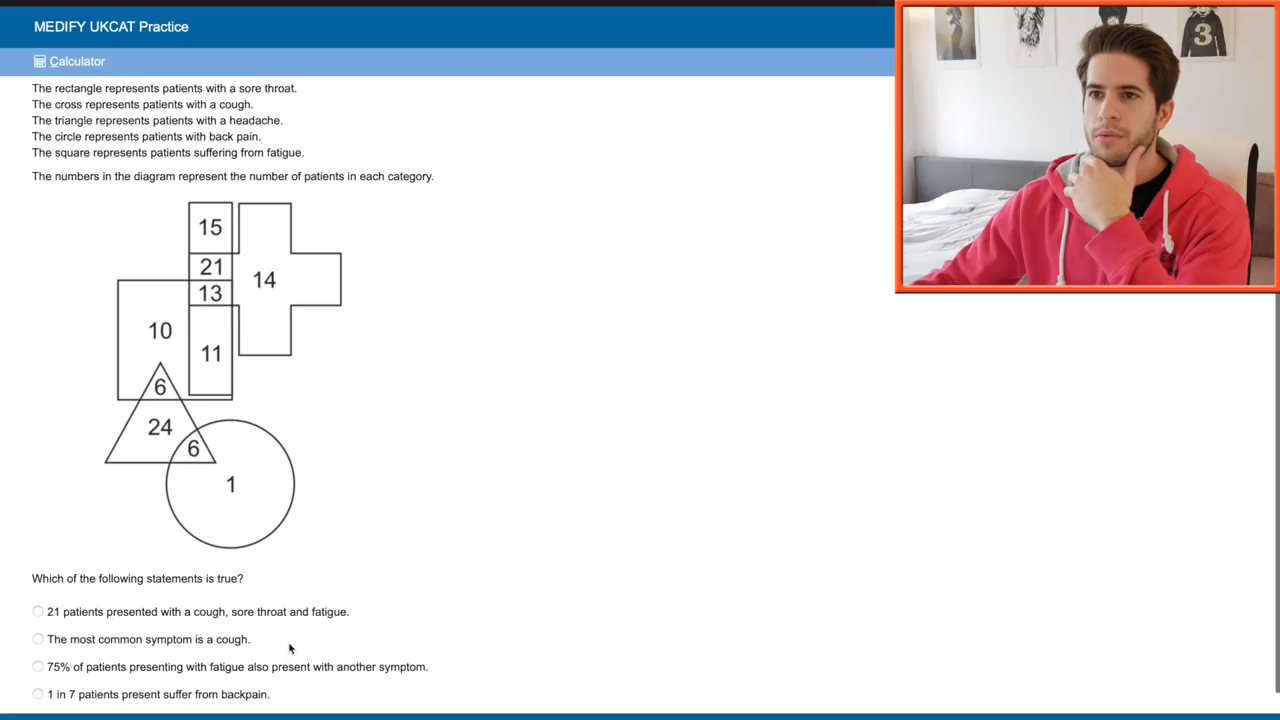 MEDIFY UKCAT Practice
Calculator
The rectangle represents patients with a sore throat.
The cross represents patients with a cough.
The triangle represents patients with a headache.
The circle represents patients with back pain.
The square represents patients suffering from fatigue.
The numbers in the diagram represent the number of patients in each category.
15
21
14
13
10
11
6
24
6
1
Which of the following statements is true?
21 patients presented with a cough, sore throat and fatigue.
The most common symptom is a cough.
75% of patients presenting with fatigue also present with another symptom.
1 in 7 patients present suffer from backpain.
3